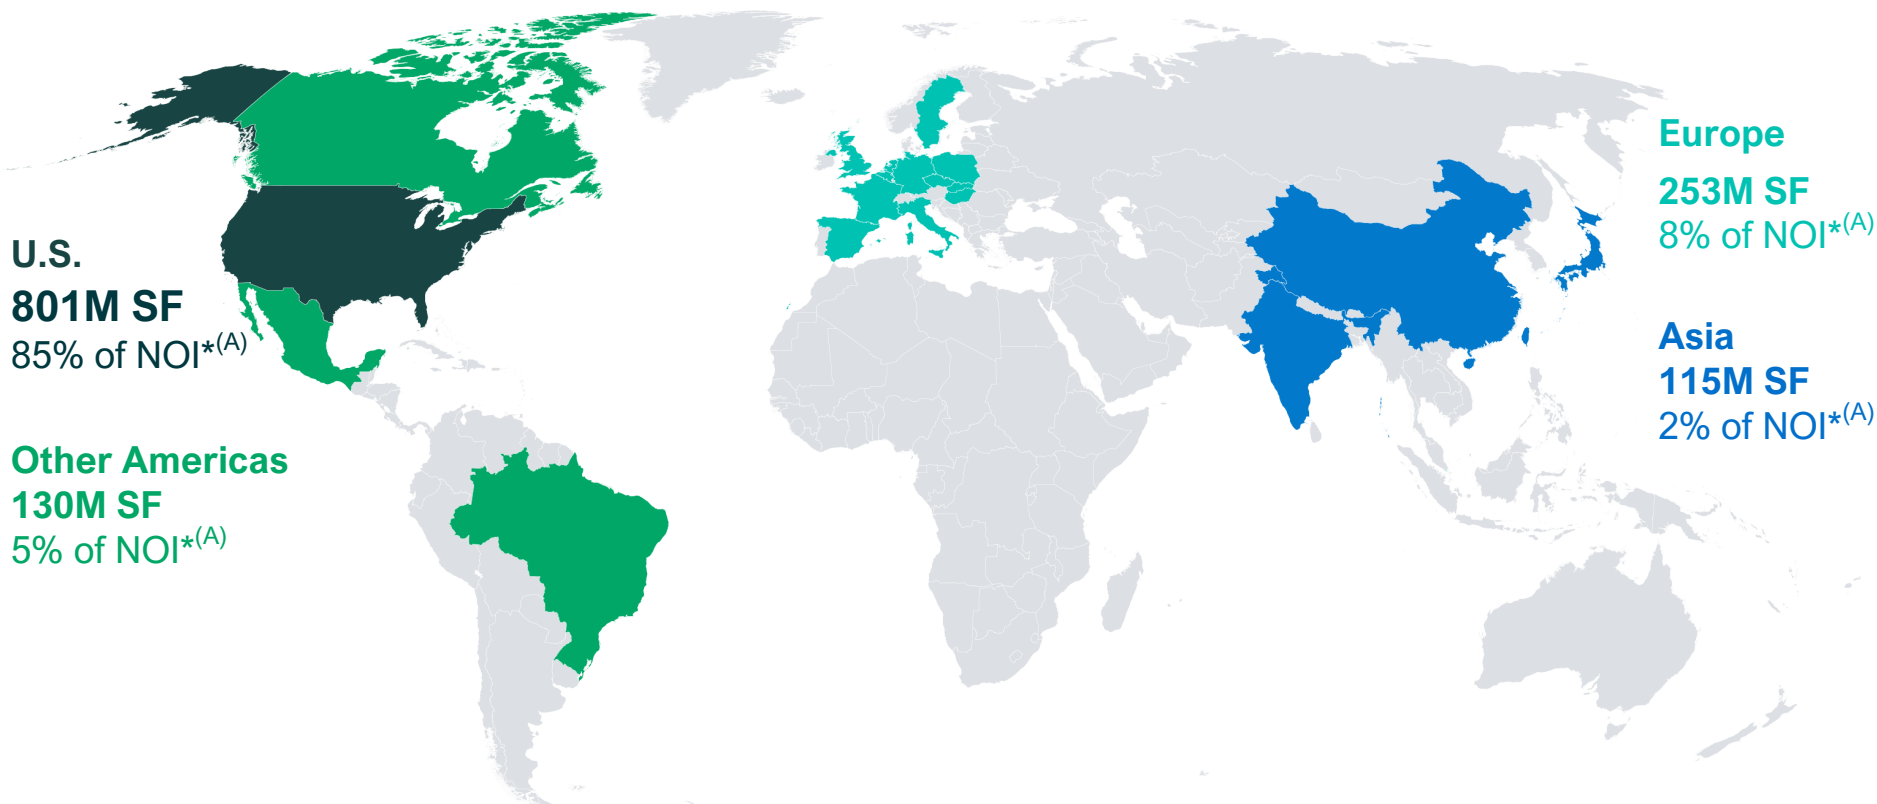 U.S.
801M SF
85% of NOI*(A)
Other Americas
130M SF
5% of NOI*(A)
Europe
253M SF
8% of NOI*(A)
Asia
115M SF
2% of NOI*(A)